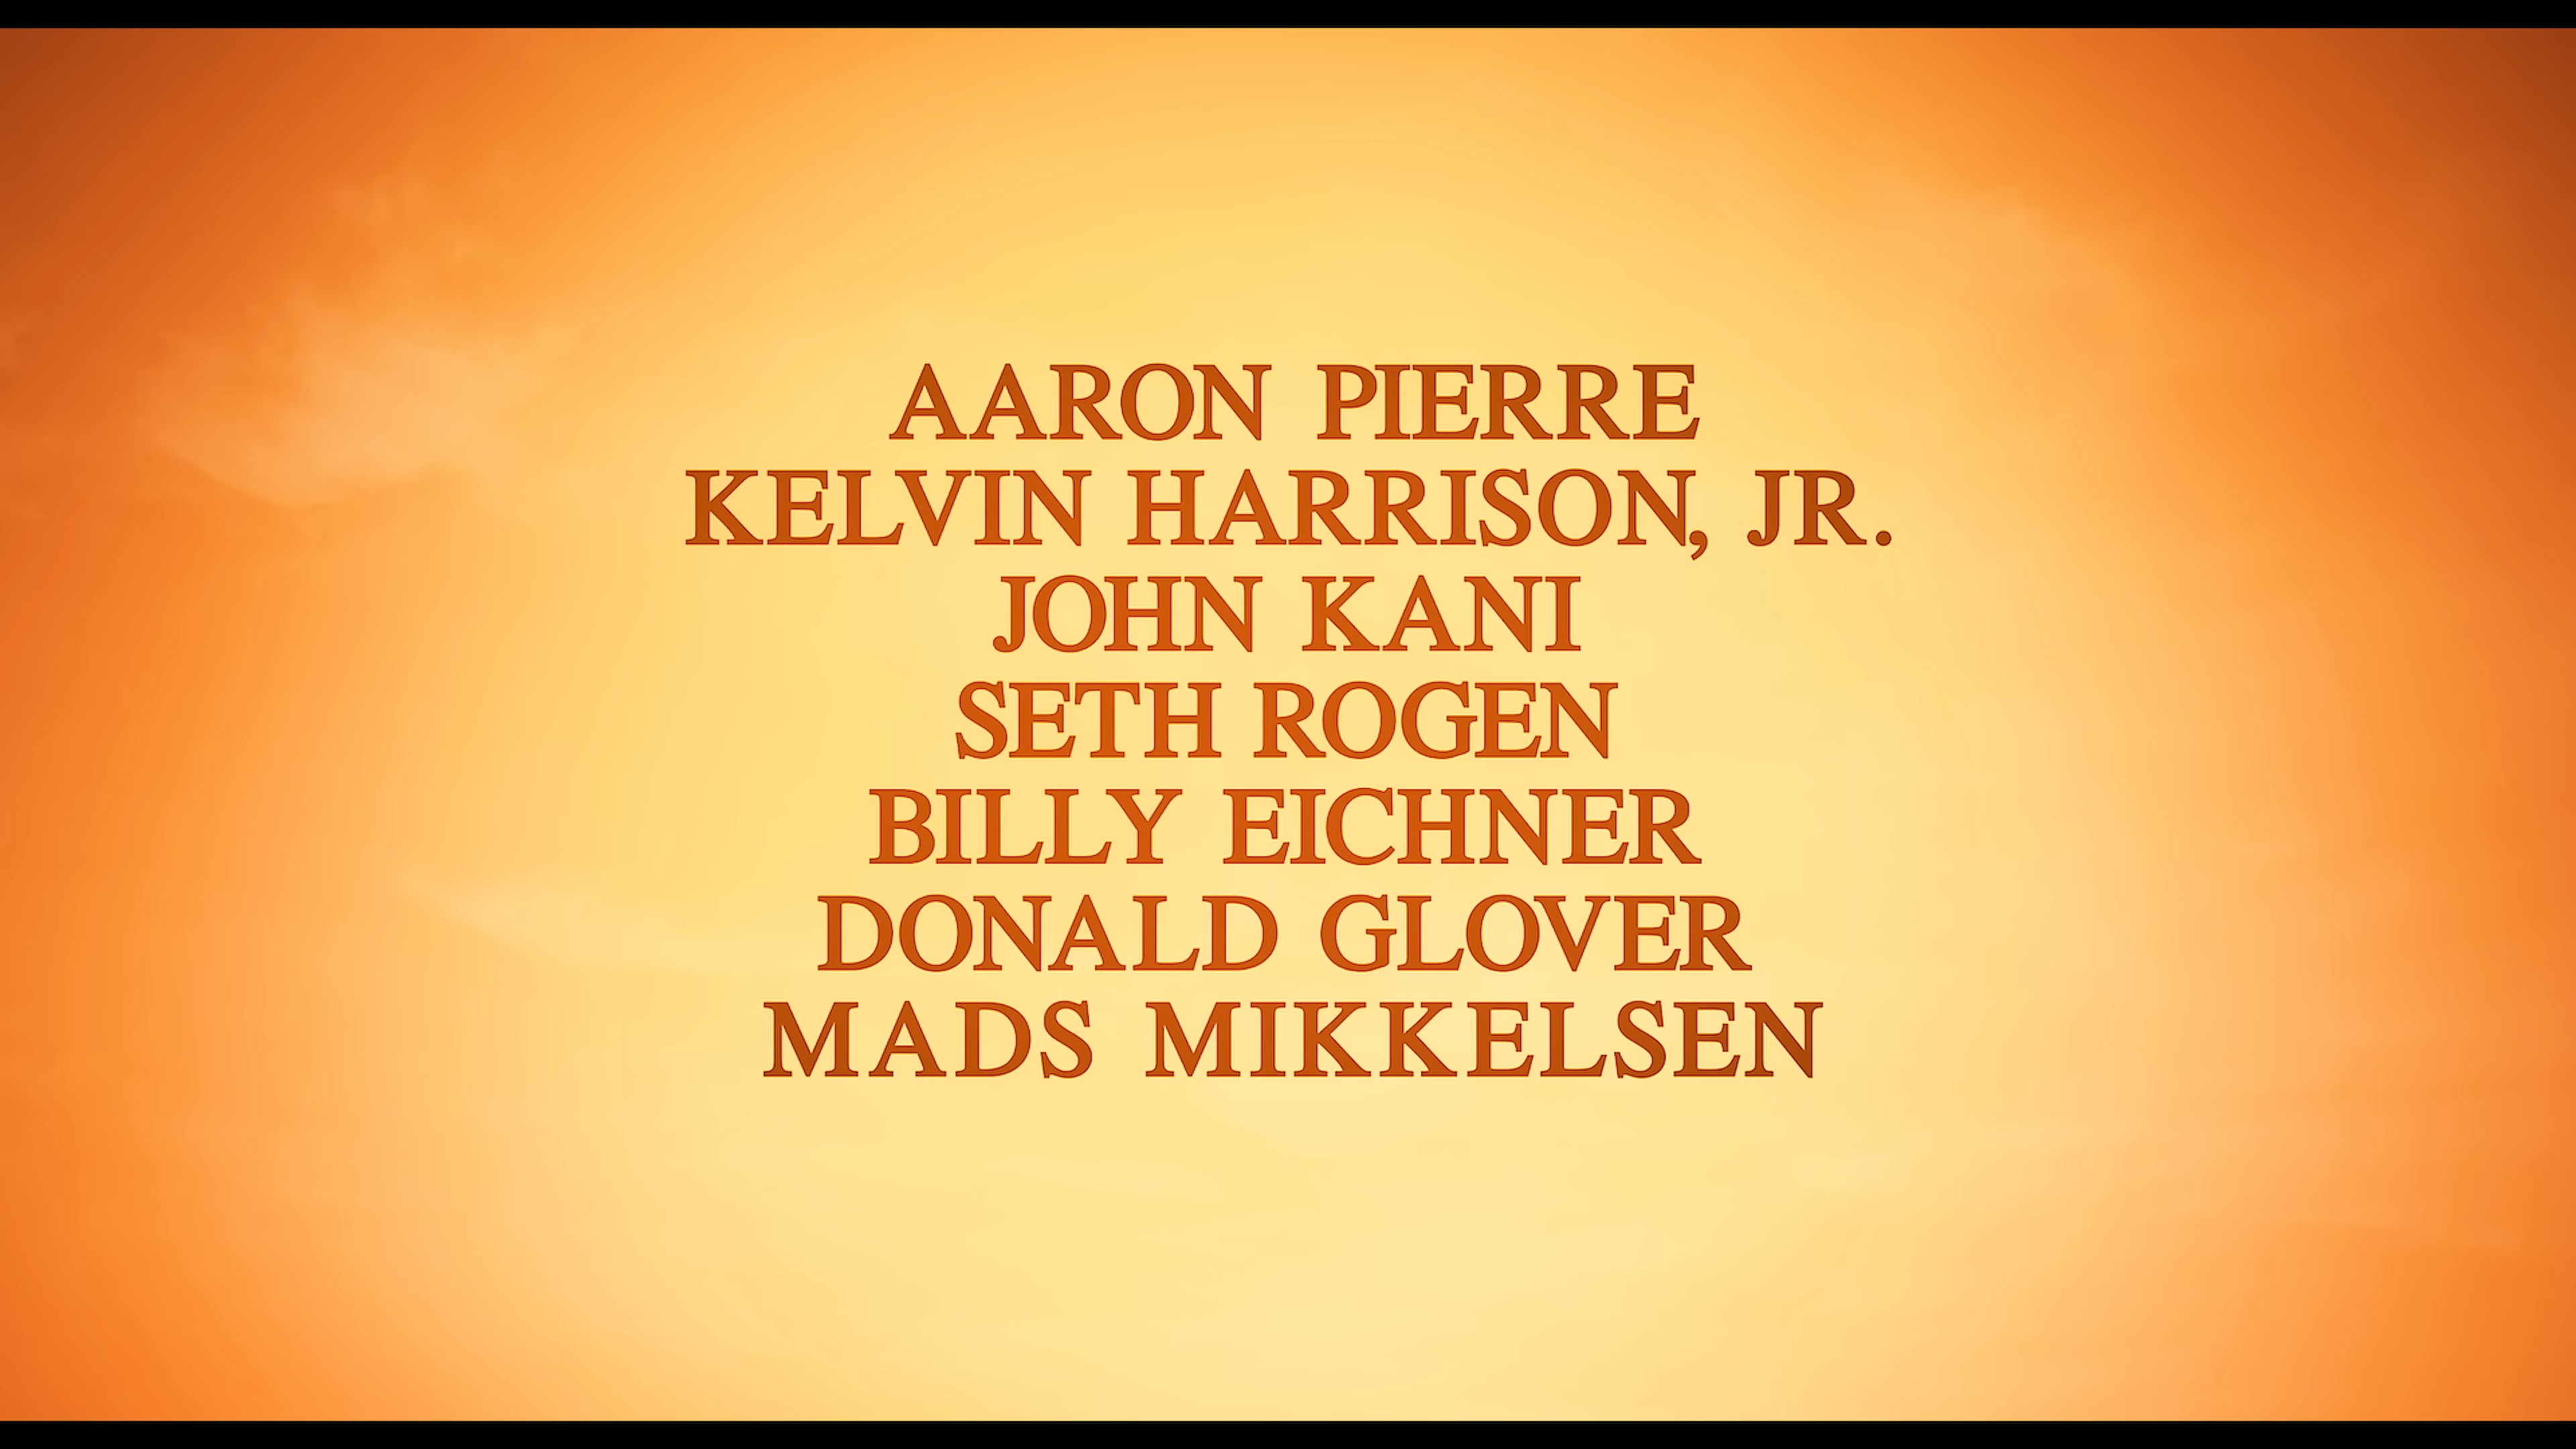 AARON PIERRE
KELVIN HARRISON, JR.
JOHN KANI
SETH ROGEN
BILLY EICHNER
DONALD GLOVER
MADS MIKKELSEN